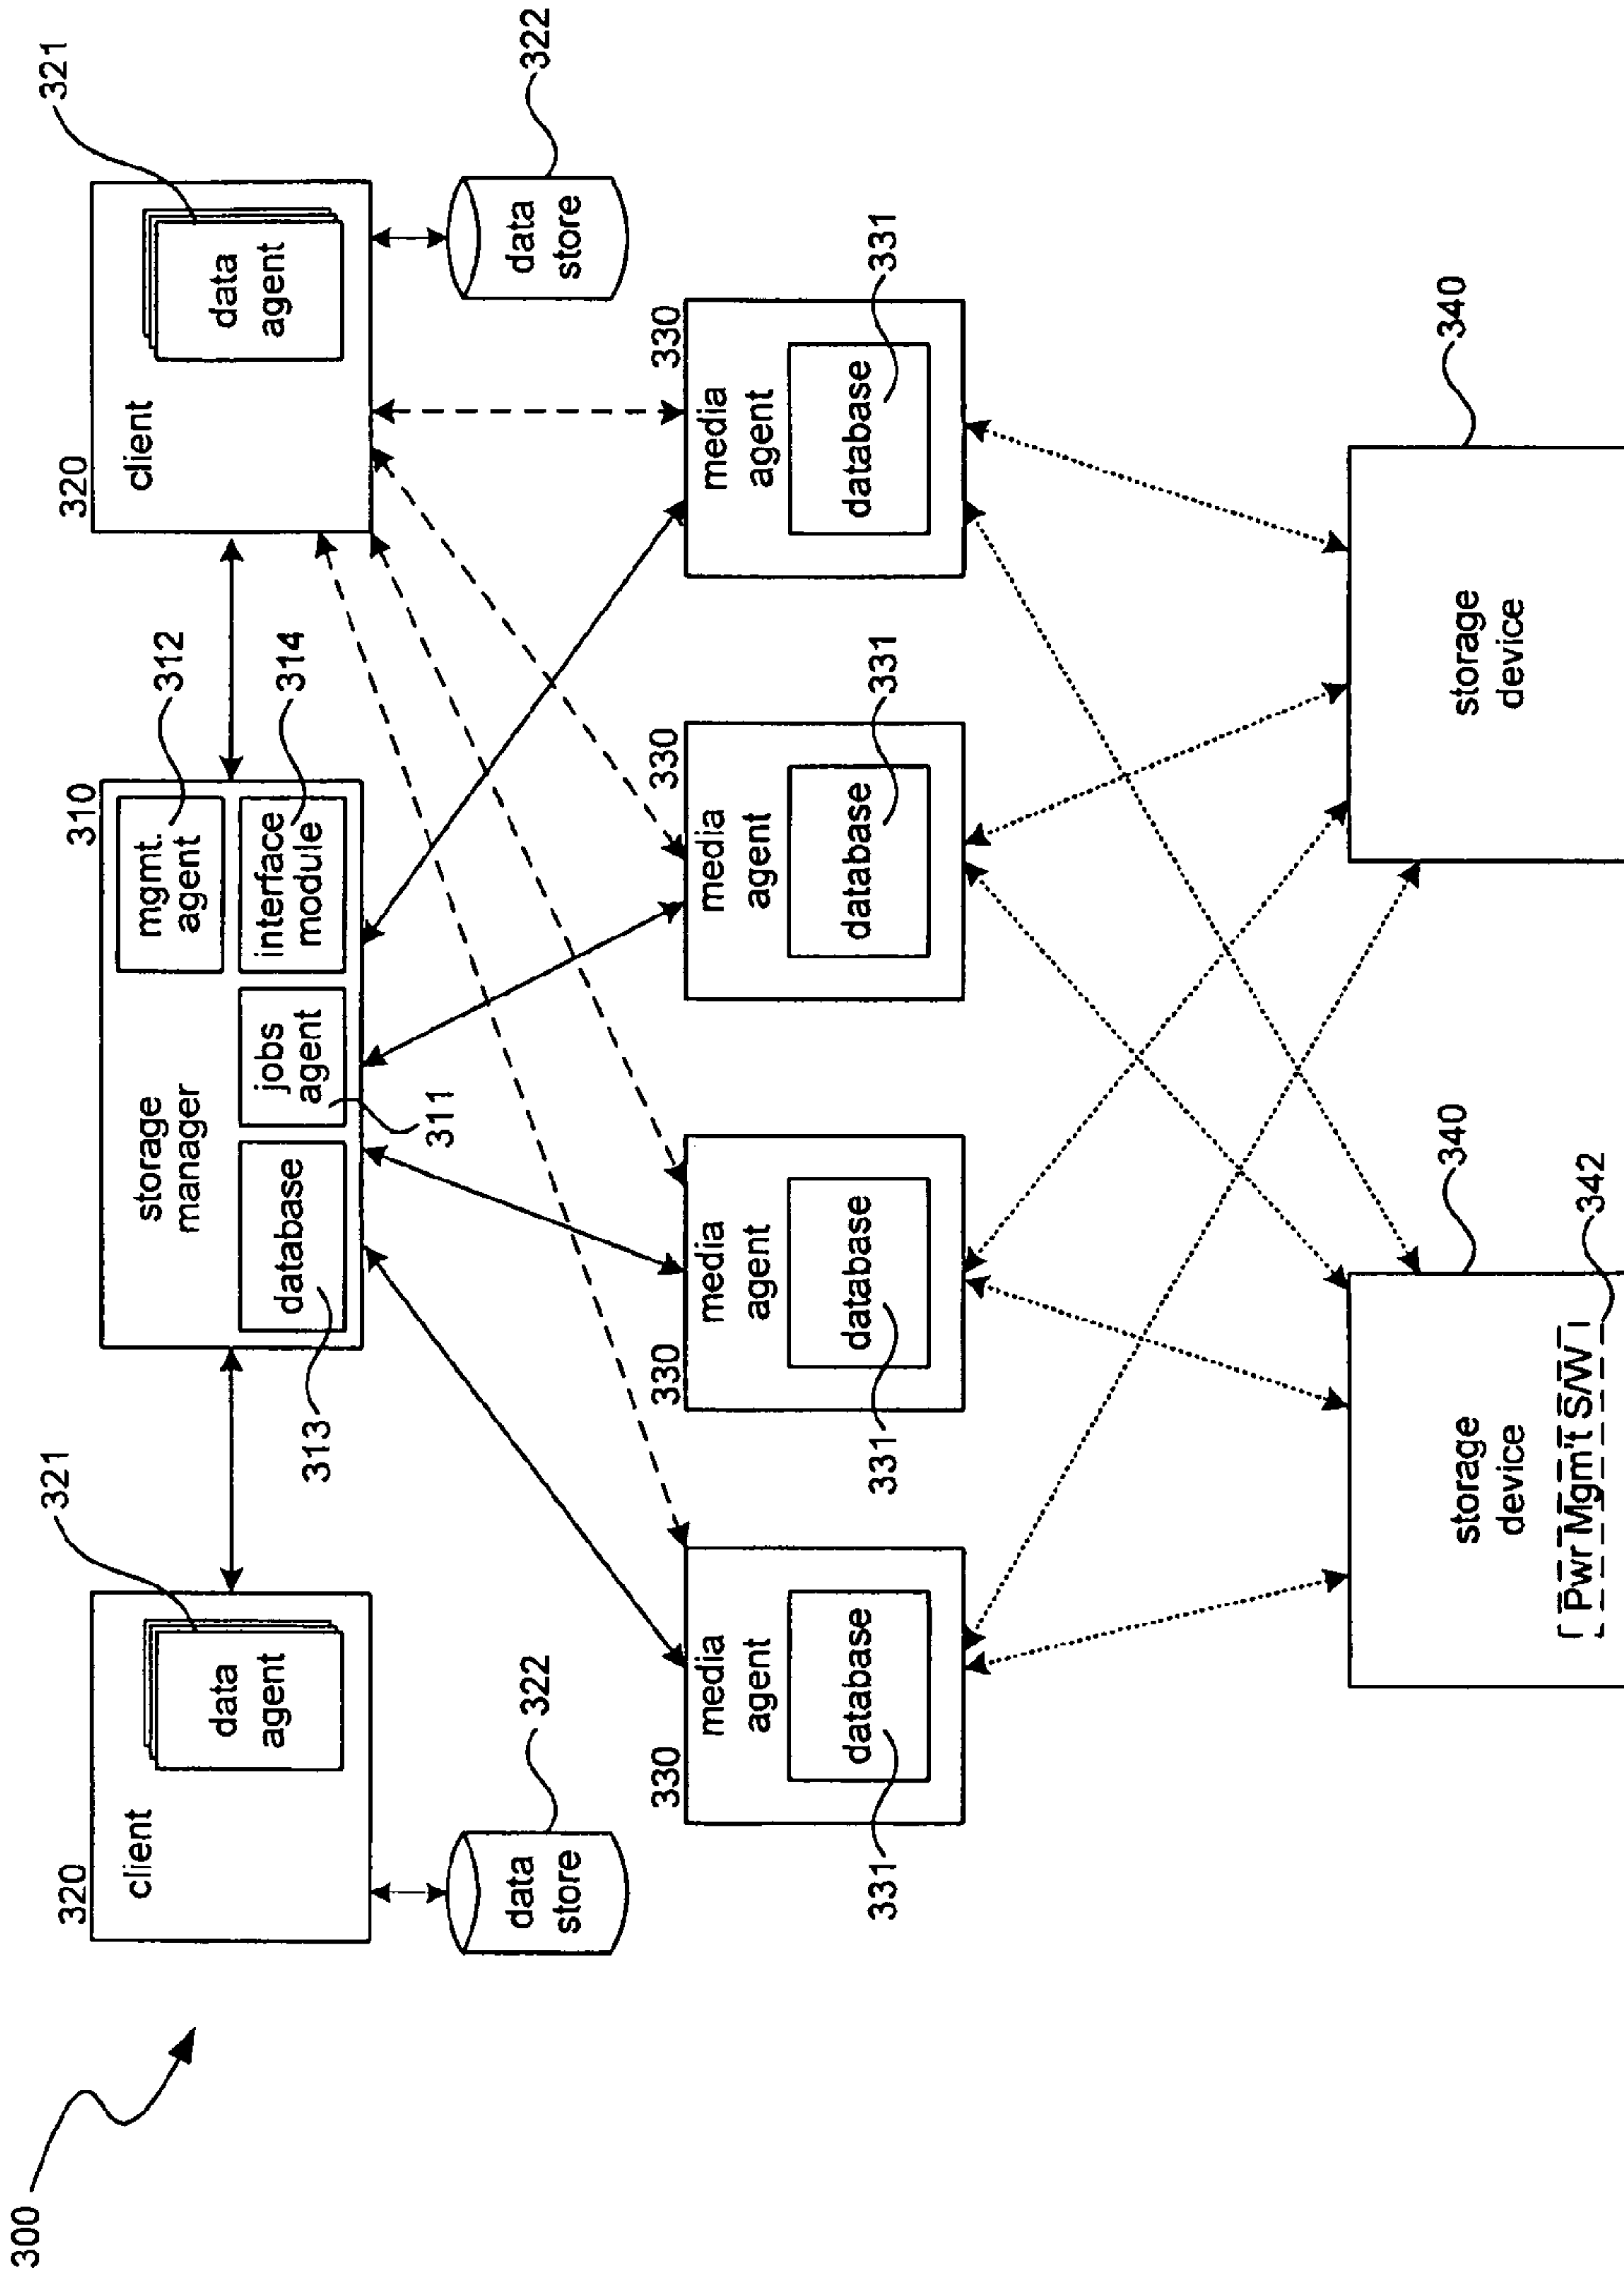 300
320
client
data
agent
321
data
store
322
310
storage
manager
database
313
jobs
agent
311
mgmt.
agent
312
interface
module
314
320
client
data
agent
321
data
store
322
330
media
agent
database
331
330
media
agent
database
331
330
media
agent
database
331
330
media
agent
database
331
storage
device
340
Pwr Mgm't S/W
342
storage
device
340